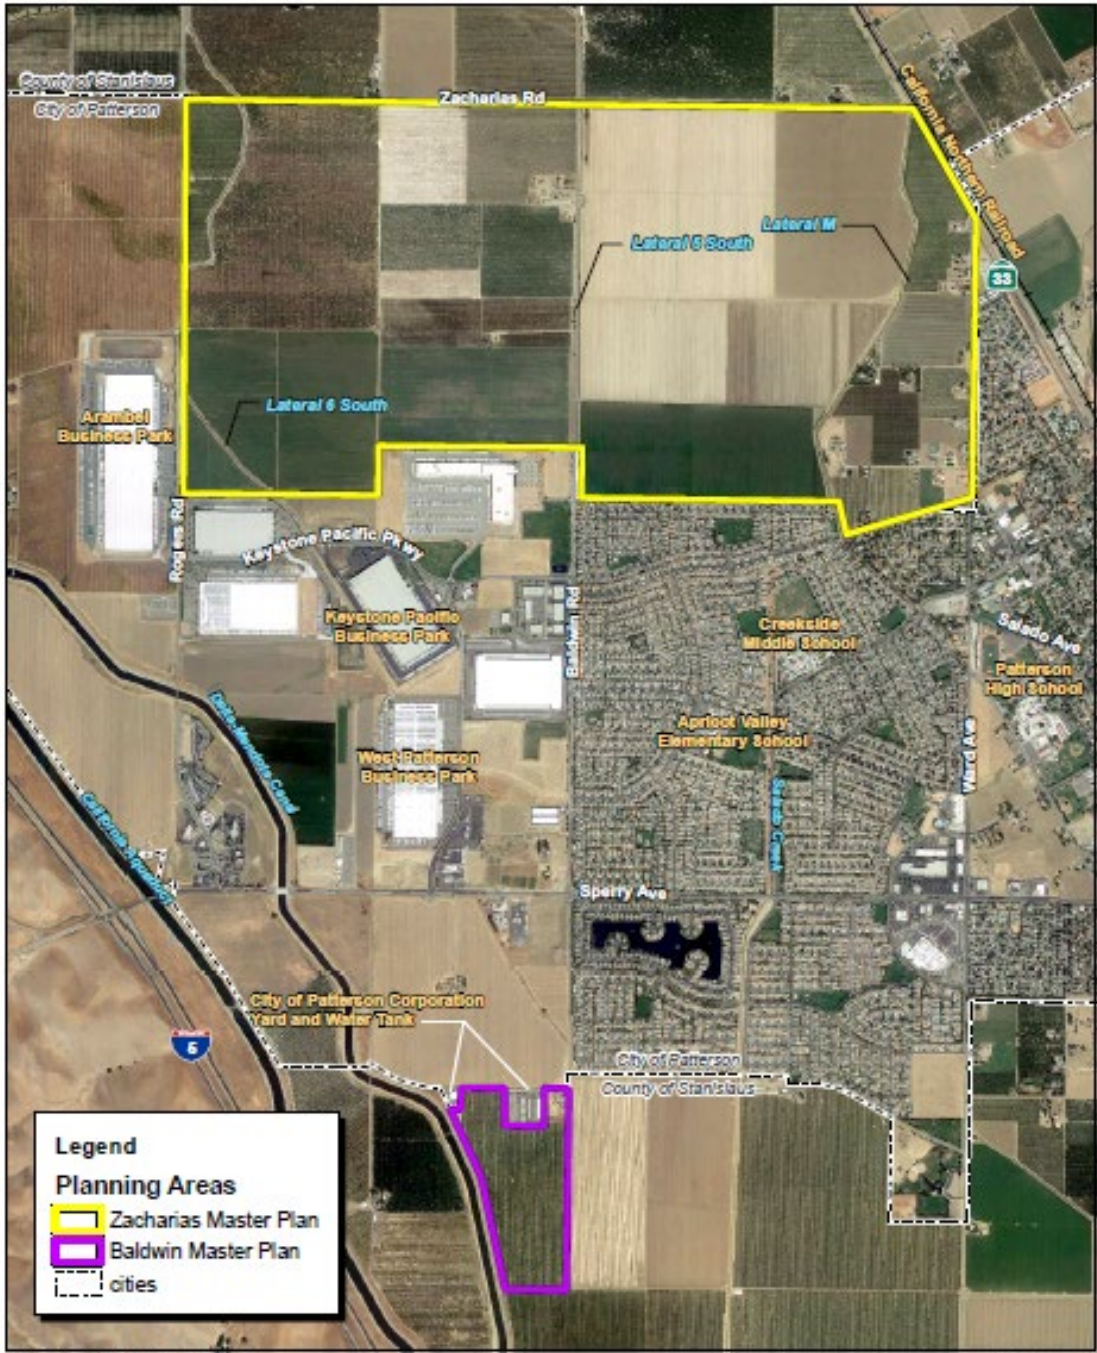 County of Stanislaus
City of Patterson
Zacharias Rd
California Northern Railroad
Lateral M
Lateral 5 South
33
Lateral 6 South
Arambel
Business Park
Rogers Rd
Keystone Pacific Pkwy
Keystone Pacific
Business Park
Baldwin Rd
Creekside
Middle School
Salado Ave
Patterson
High School
Apricot Valley
Elementary School
Ward Ave
Delta-Mendota Canal
West Patterson
Business Park
California Aqueduct
Salado Creek
Sperry Ave
City of Patterson Corporation
Yard and Water Tank
5
City of Patterson
County of Stanislaus
Legend
Planning Areas
Zacharias Master Plan
Baldwin Master Plan
cities